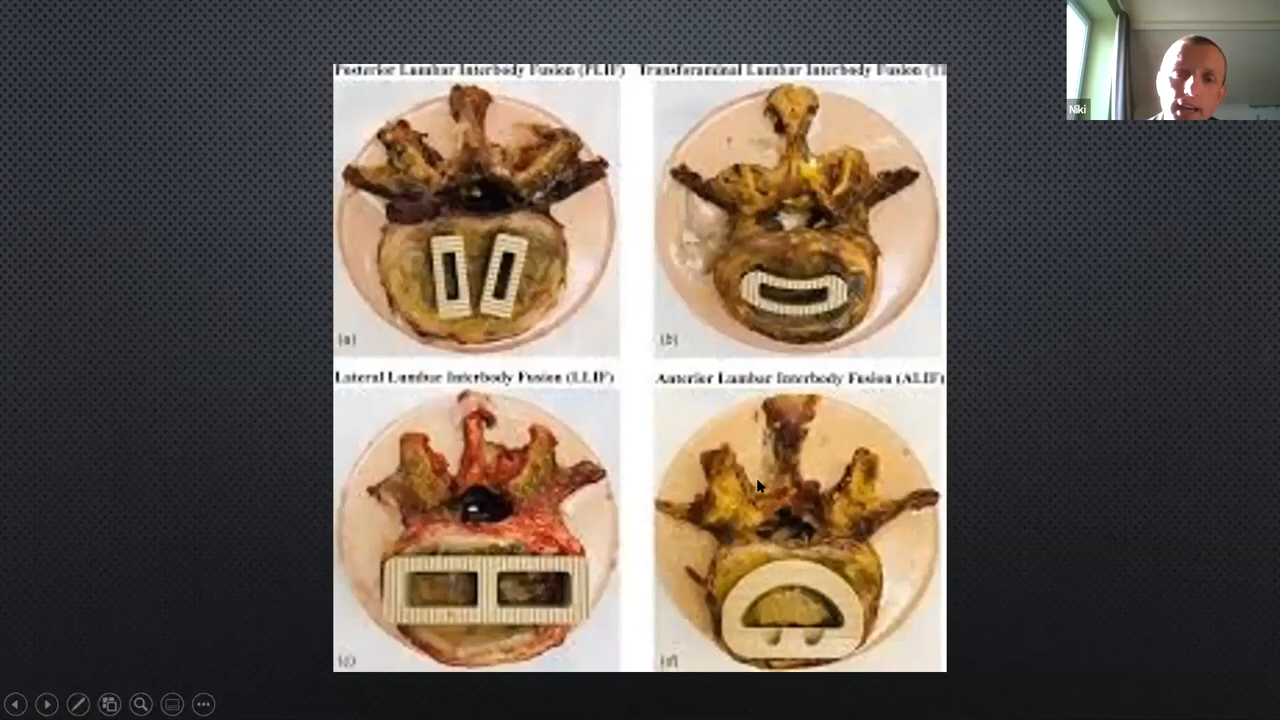 Posterior Lumbar Interbody Fusion (PLIF)
Transforaminal Lumbar Interbody Fusion (TL
Niki
(a)
(b)
Lateral Lumbar Interbody Fusion (LLIF)
Anterior Lumbar Interbody Fusion (ALIF)
(c)
(d)